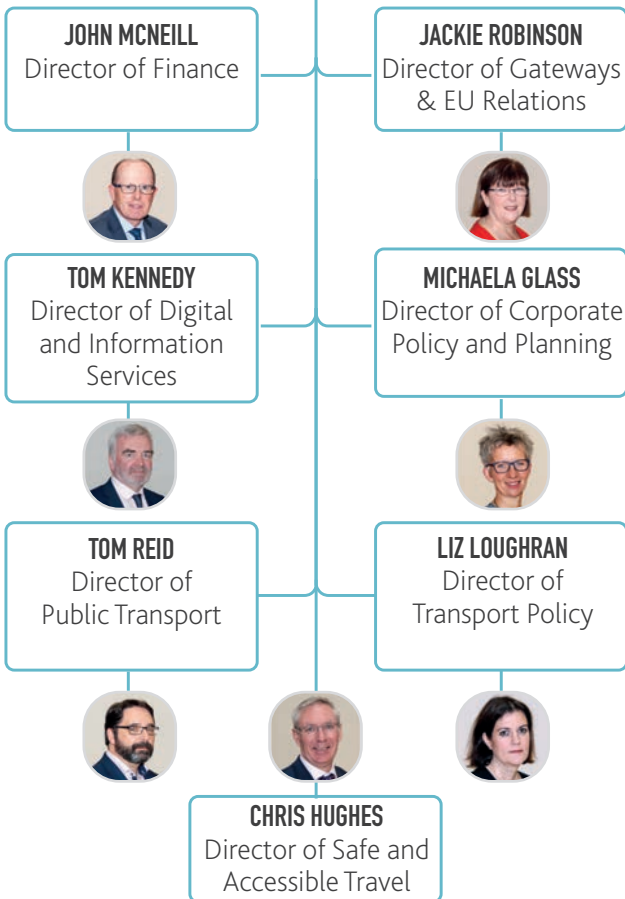 JOHN MCNEILL
Director of Finance
JACKIE ROBINSON
Director of Gateways
& EU Relations
TOM KENNEDY
Director of Digital
and Information
Services
MICHAELA GLASS
Director of Corporate
Policy and Planning
TOM REID
Director of
Public Transport
LIZ LOUGHRAN
Director of
Transport Policy
CHRIS HUGHES
Director of Safe and
Accessible Travel